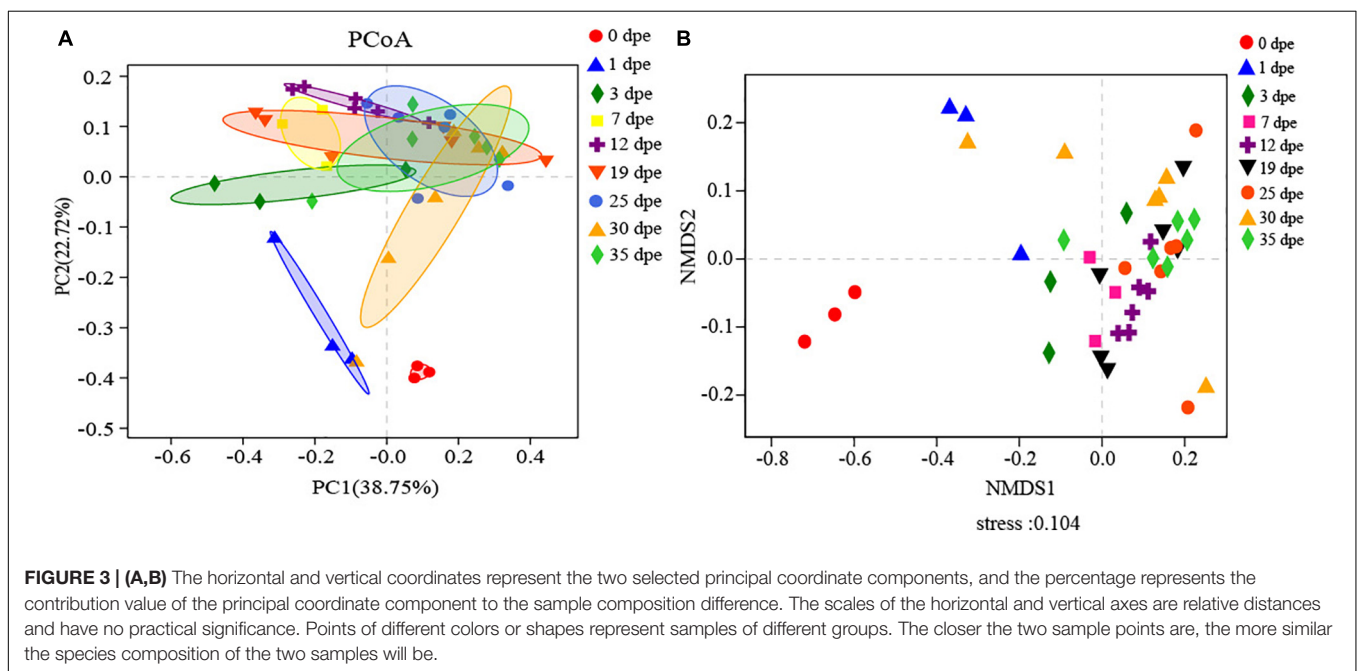 A
PCoA
0.2
0.1
0.0
-0.1
-0.2
-0.3
-0.4
-0.5
PC2(22.72%)
-0.6
-0.4
-0.2
-0.0
0.2
0.4
PC1(38.75%)
0 dpe
1 dpe
3 dpe
7 dpe
12 dpe
19 dpe
25 dpe
30 dpe
35 dpe
B
0.2
0.1
0.0
-0.1
-0.2
NMDS2
-0.8
-0.6
-0.4
-0.2
0.0
0.2
NMDS1
stress :0.104
0 dpe
1 dpe
3 dpe
7 dpe
12 dpe
19 dpe
25 dpe
30 dpe
35 dpe
FIGURE 3 | (A,B) The horizontal and vertical coordinates represent the two selected principal coordinate components, and the percentage represents the
contribution value of the principal coordinate component to the sample composition difference. The scales of the horizontal and vertical axes are relative distances
and have no practical significance. Points of different colors or shapes represent samples of different groups. The closer the two sample points are, the more similar
the species composition of the two samples will be.